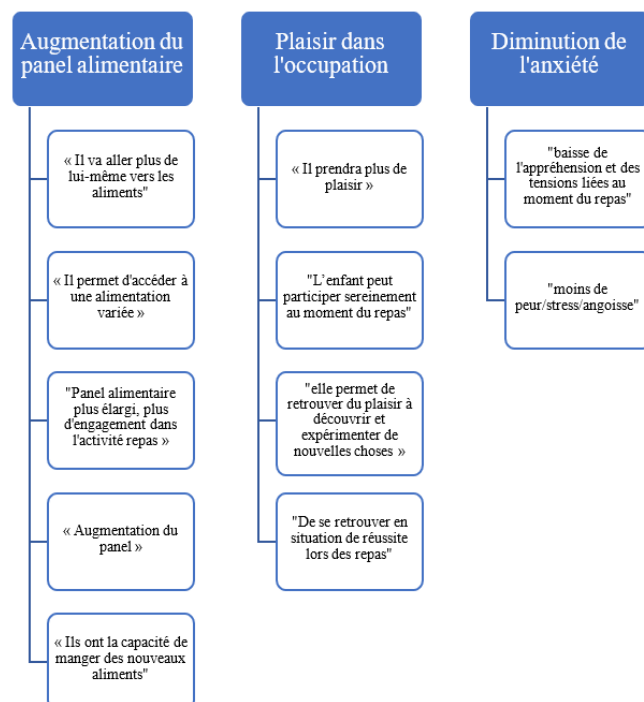 Augmentation du
panel alimentaire
« Il va aller plus de
lui-même vers les
aliments"
« Il permet d'accéder à
une alimentation
variée »
"Panel alimentaire
plus élargi, plus
d'engagement dans
l'activité repas »
« Augmentation du
panel »
« Ils ont la capacité de
manger des nouveaux
aliments"
Plaisir dans
l'occupation
« Il prendra plus de
plaisir »
"L’enfant peut
participer sereinement
au moment du repas"
"elle permet de
retrouver du plaisir à
découvrir et
expérimenter de
nouvelles choses »
"De se retrouver en
situation de réussite
lors des repas"
Diminution de
l'anxiété
"baisse de
l'appréhension et des
tensions liées au
moment du repas"
"moins de
peur/stress/angoisse"